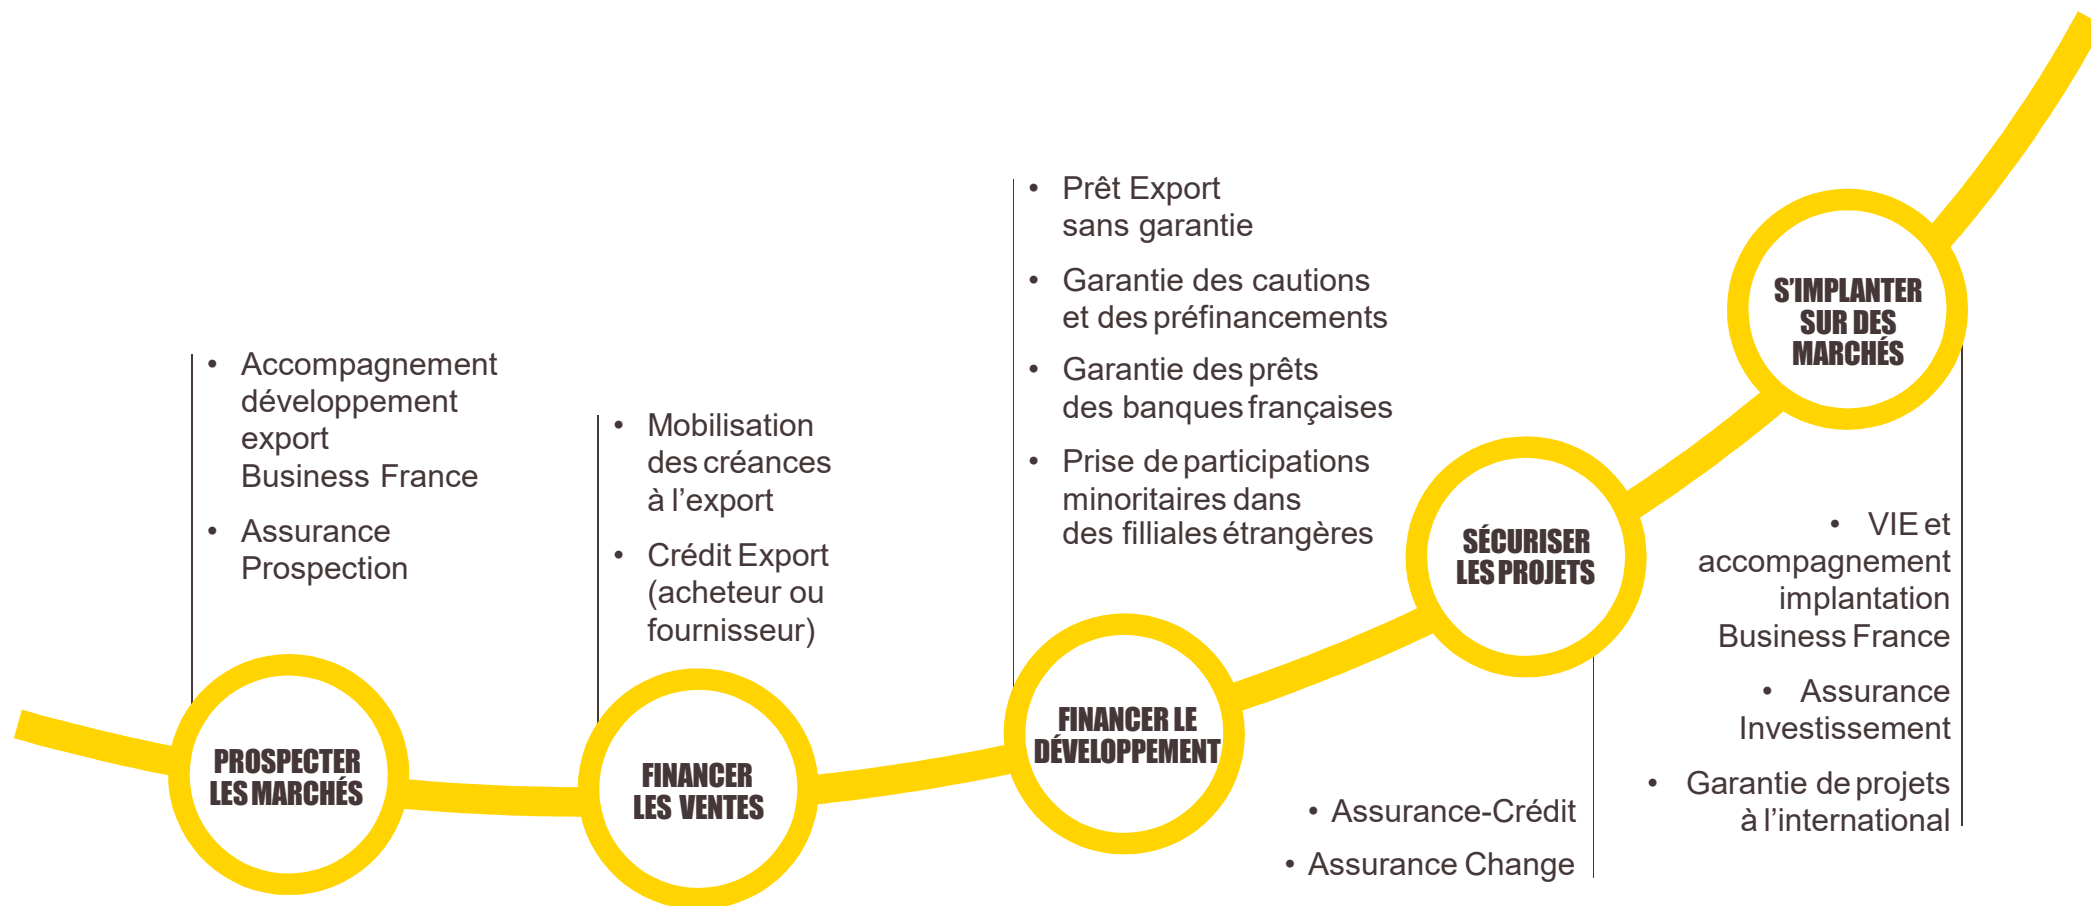 • Accompagnement
développement
export
Business France
• Assurance
Prospection
PROSPECTER
LES MARCHÉS
• Mobilisation
des créances
à l’export
• Crédit Export
(acheteur ou
fournisseur)
FINANCER
LES VENTES
• Prêt Export
sans garantie
• Garantie des cautions
et des préfinancements
• Garantie des prêts
des banques françaises
• Prise de participations
minoritaires dans
des filliales étrangères
FINANCER LE
DÉVELOPPEMENT
SÉCURISER
LES PROJETS
• Assurance-Crédit
• Assurance Change
S’IMPLANTER
SUR DES
MARCHÉS
• VIE et
accompagnement
implantation
Business France
• Assurance
Investissement
• Garantie de projets
à l’international